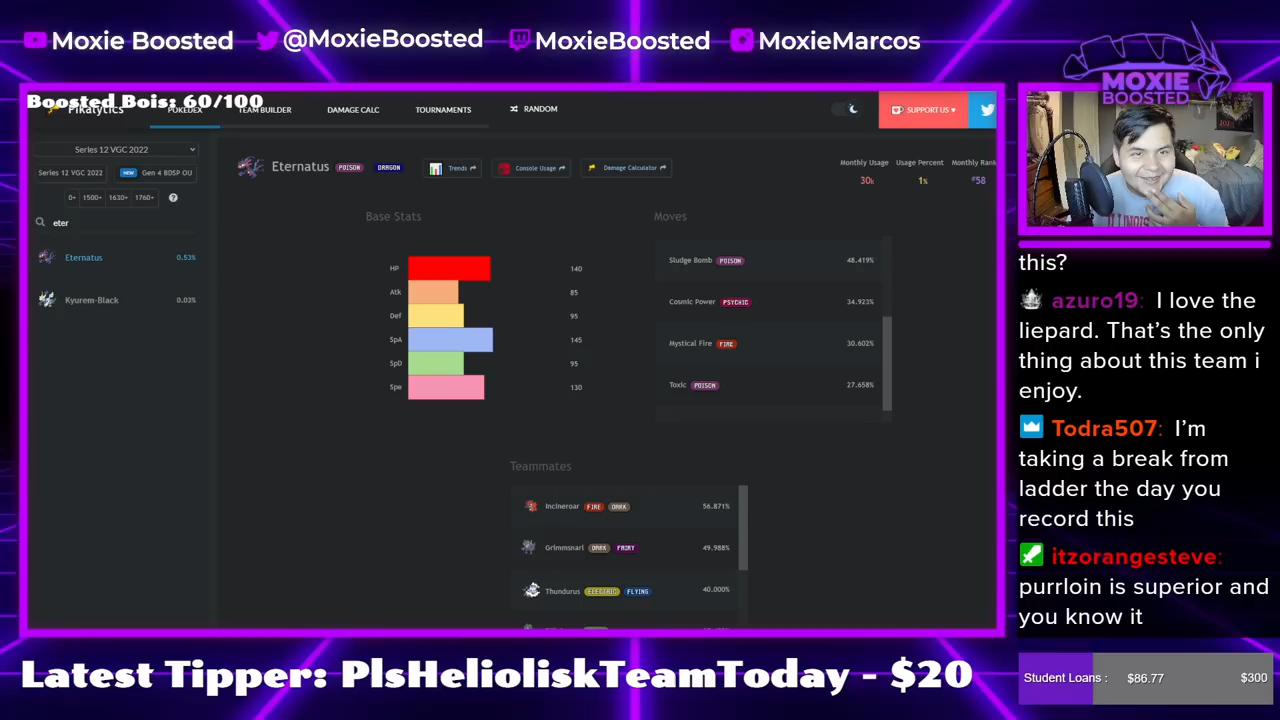 Moxie Boosted @MoxieBoosted MoxieBoosted MoxieMarcos
MOXIE
BOOSTED
Boosted Bois: 60/100
Pikalytics POKEDEX TEAM BUILDER DAMAGE CALC TOURNAMENTS RANDOM SUPPORT US
Series 12 VGC 2022
Series 12 VGC 2022 NEW Gen 4 BDSP OU
0+ 1500+ 1630+ 1760+ ?
eter
Eternatus 0.53%
Kyurem-Black 0.03%
Eternatus POISON DRAGON Trends Console Usage Damage Calculator
Monthly Usage Usage Percent Monthly Rank
30k 1% #58
Base Stats
HP 140
Atk 85
Def 95
SpA 145
SpD 95
Spe 130
Moves
Sludge Bomb POISON 48.419%
Cosmic Power PSYCHIC 34.923%
Mystical Fire FIRE 30.602%
Toxic POISON 27.658%
Teammates
Incineroar FIRE DARK 56.871%
Grimmsnarl DARK FAIRY 49.988%
Thundurus ELECTRIC FLYING 40.000%
ILLINOIS
this?
azuro19: I love the
liepard. That's the only
thing about this team i
enjoy.
Todra507: I'm
taking a break from
ladder the day you
record this
itzorangesteve:
purrloin is superior and
you know it
Latest Tipper: PlsHelioliskTeamToday - $20
Student Loans : $86.77 $300